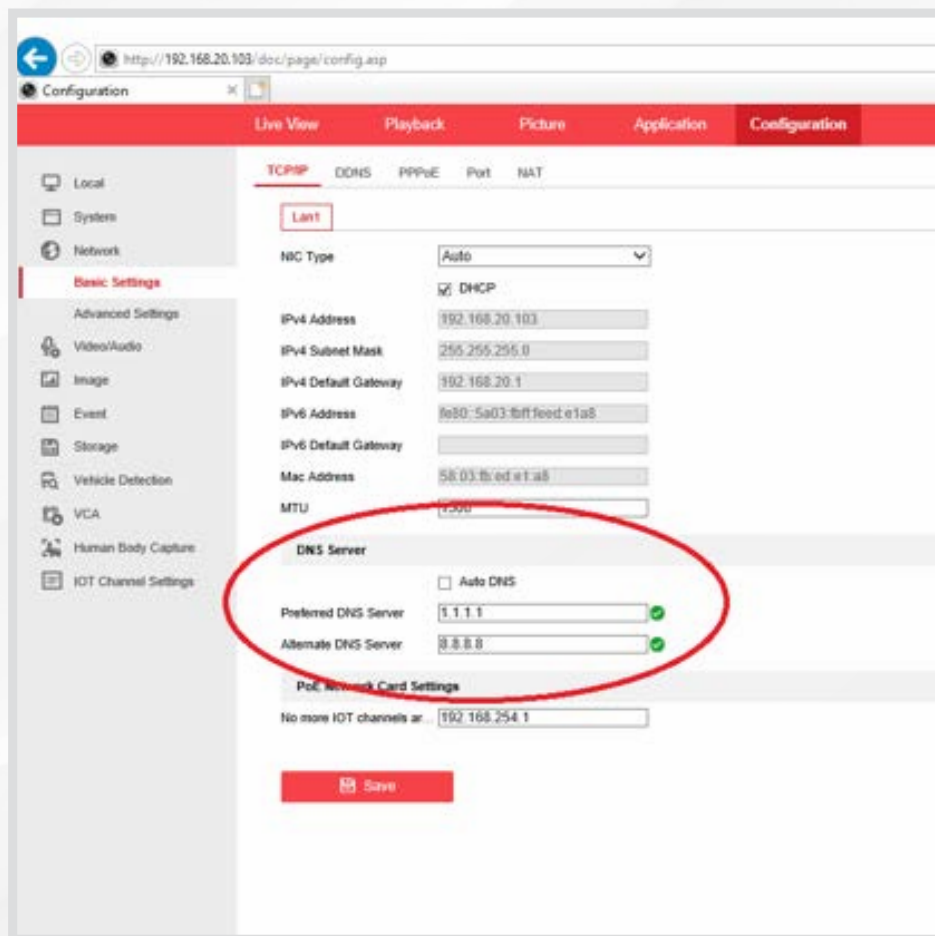 http://192.168.20.103/doc/page/config.asp
Configuration
Live View Playback Picture Application Configuration
TCP/IP DDNS PPPoE Port NAT
Local
System
Network
Basic Settings
Advanced Settings
Video/Audio
Image
Event
Storage
Vehicle Detection
VCA
Human Body Capture
IOT Channel Settings
Lan1
NIC Type Auto
DHCP
IPv4 Address 192.168.20.103
IPv4 Subnet Mask 255.255.255.0
IPv4 Default Gateway 192.168.20.1
IPv6 Address fe80::5a03:fbff:feed:e1a8
IPv6 Default Gateway
Mac Address 58:03:fb:ed:e1:a8
MTU 1500
DNS Server
Auto DNS
Preferred DNS Server 1.1.1.1
Alternate DNS Server 8.8.8.8
PoE Network Card Settings
No more IOT channels ar... 192.168.254.1
Save